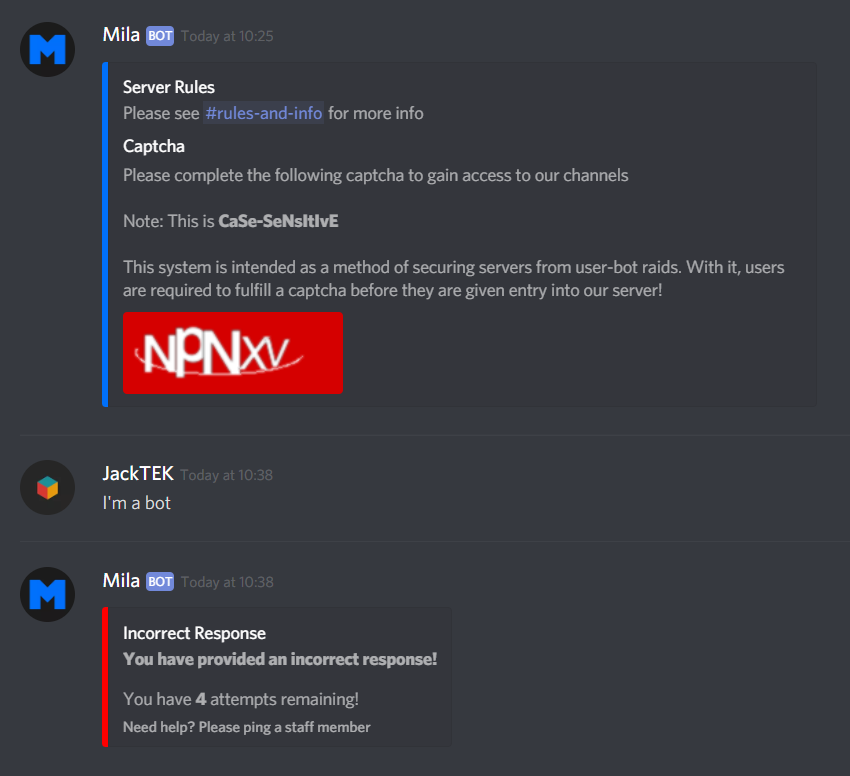 M
Mila BOT Today at 10:25
Server Rules
Please see #rules-and-info for more info
Captcha
Please complete the following captcha to gain access to our channels
Note: This is CaSe-SeNsItIvE
This system is intended as a method of securing servers from user-bot raids. With it, users
are required to fulfill a captcha before they are given entry into our server!
NPNXV
JackTEK Today at 10:38
I'm a bot
M
Mila BOT Today at 10:38
Incorrect Response
You have provided an incorrect response!
You have 4 attempts remaining!
Need help? Please ping a staff member